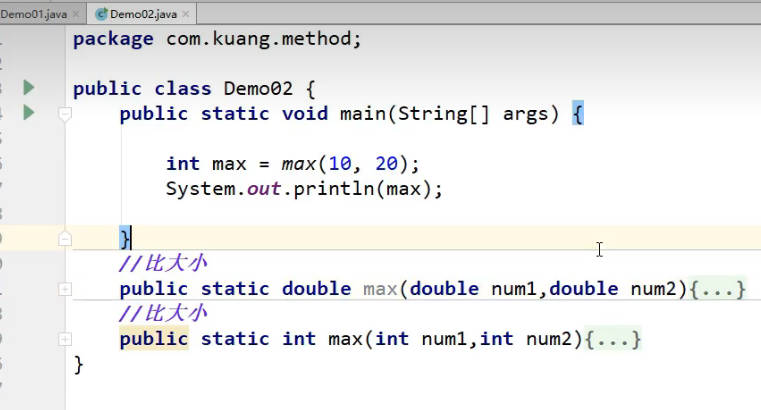 Demo01.java × Demo02.java ×
package com.kuang.method;
public class Demo02 {
public static void main(String[] args) {
int max = max(10, 20);
System.out.println(max);
}
//比大小
public static double max(double num1,double num2){...}
//比大小
public static int max(int num1,int num2){...}
}